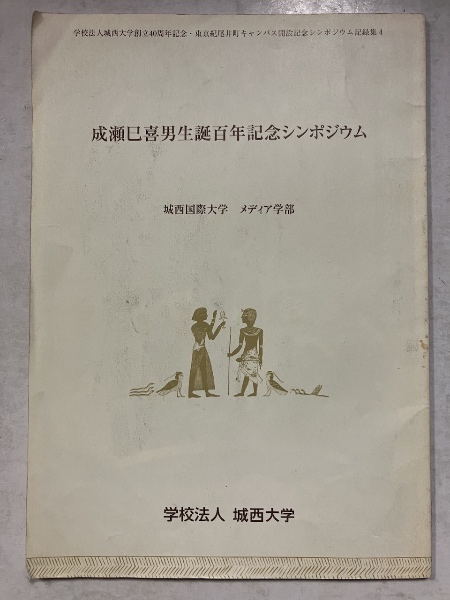 学校法人城西大学創立40周年記念・東京紀尾井町キャンパス開設記念シンポジウム記録集4
成瀬巳喜男生誕百年記念シンポジウム
城西国際大学 メディア学部
学校法人 城西大学